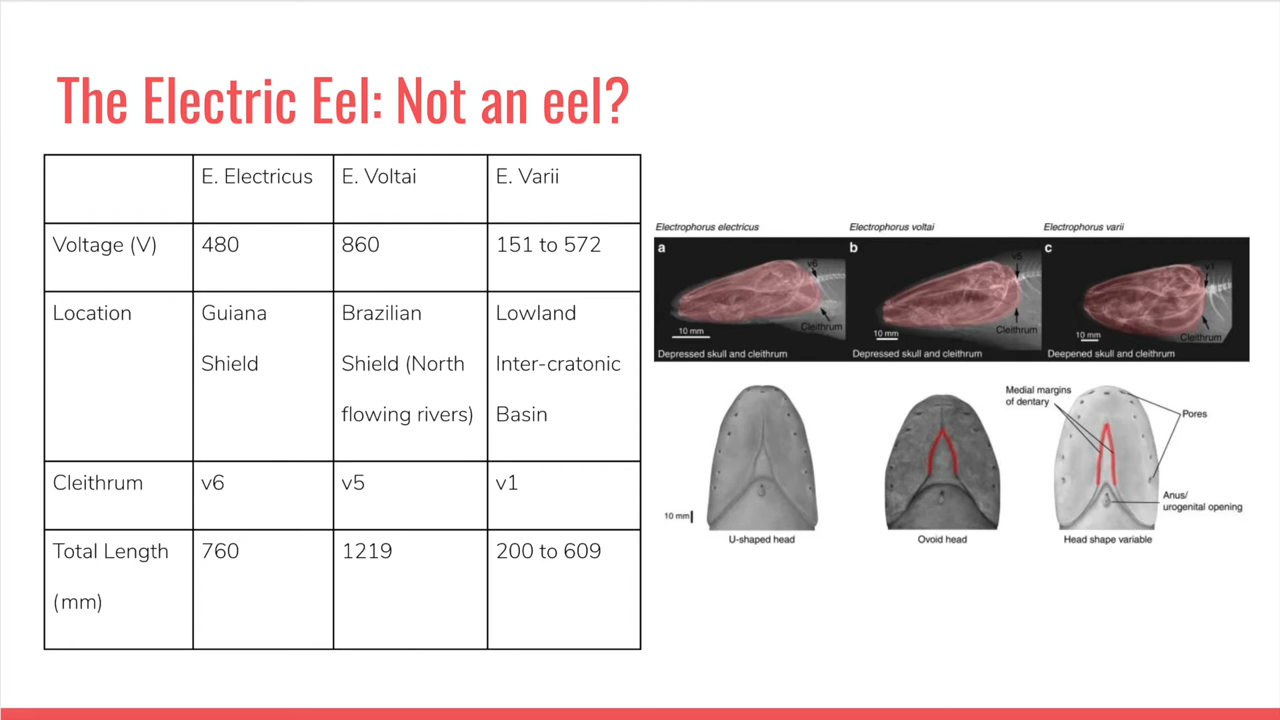 The Electric Eel: Not an eel?
E. Electricus E. Voltai E. Varii
Voltage (V) 480 860 151 to 572
Location Guiana Brazilian Lowland
Shield Shield (North Inter-cratonic
flowing rivers) Basin
Cleithrum v6 v5 v1
Total Length 760 1219 200 to 609
(mm)
Electrophorus electricus Electrophorus voltai Electrophorus varii
a b c
v6 v5 v1
Cleithrum Cleithrum Cleithrum
10 mm 10 mm 10 mm
Depressed skull and cleithrum Depressed skull and cleithrum Deepened skull and cleithrum
Medial margins
of dentary
Pores
Anus/
urogenital opening
10 mm
U-shaped head Ovoid head Head shape variable